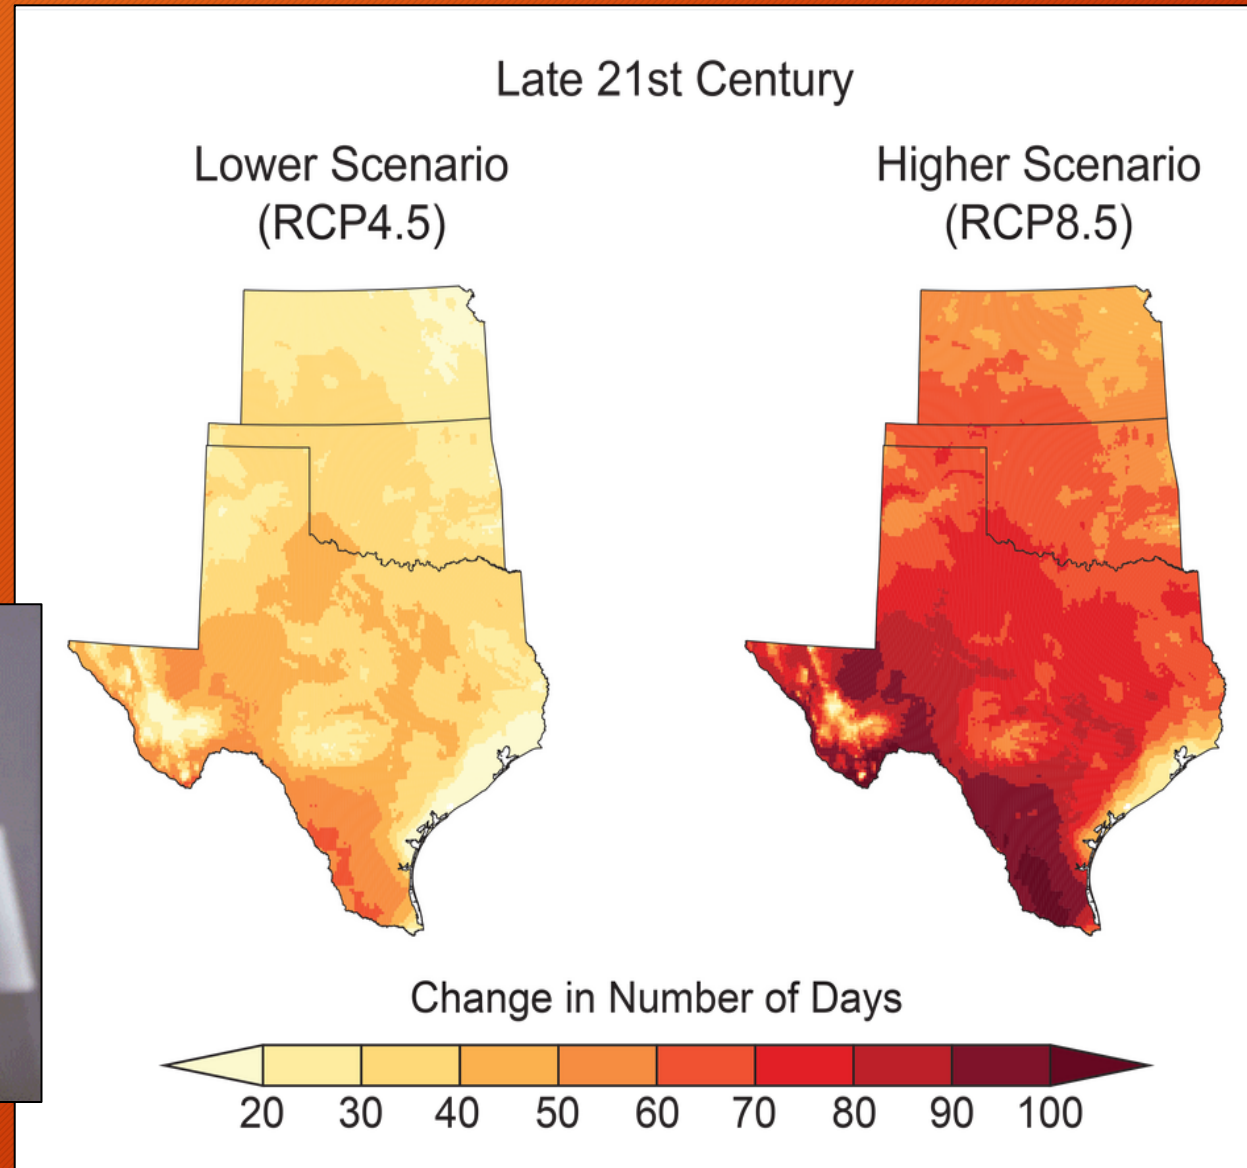 Late 21st Century
Lower Scenario
(RCP4.5)
Higher Scenario
(RCP8.5)
Change in Number of Days
20 30 40 50 60 70 80 90 100